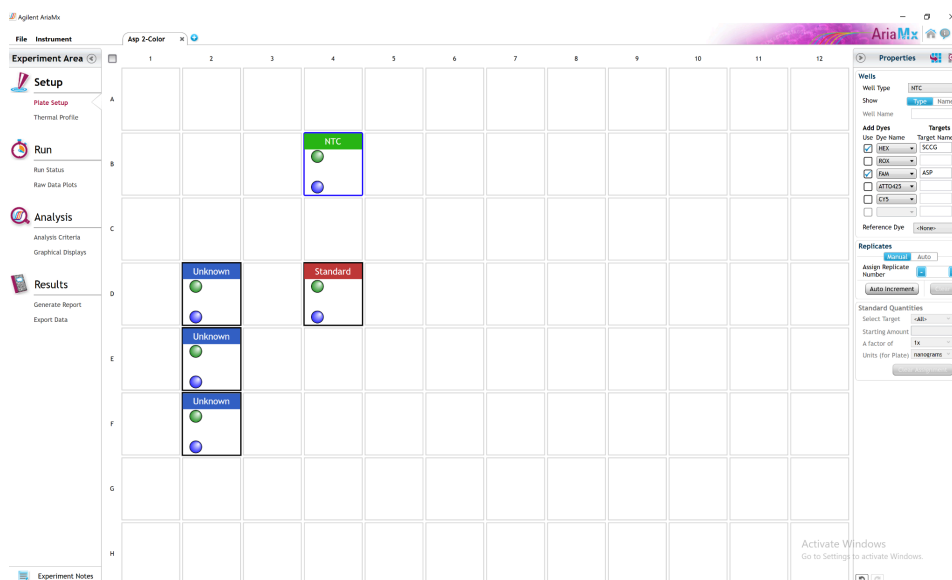 Agilent AriaMx
File Instrument
Asp 2-Color x
AriaMx
Experiment Area
Setup
Plate Setup
Thermal Profile
Run
Run Status
Raw Data Plots
Analysis
Analysis Criteria
Graphical Displays
Results
Generate Report
Export Data
Experiment Notes
1 2 3 4 5 6 7 8 9 10 11 12
A
B
NTC
C
D
Unknown Standard
E
Unknown
F
Unknown
G
H
Properties
Wells
Well Type NTC
Show Type Name
Well Name
Add Dyes Targets
Use Dye Name Target Name
HEX SCCG
ROX
FAM ASP
ATTO425
CY5
Reference Dye <None>
Replicates
Manual Auto
Assign Replicate
Number
Auto Increment
Standard Quantities
Select Target <All>
Starting Amount
A factor of 1x
Units (for Plate) nanograms
Activate Windows
Go to Settings to activate Windows.